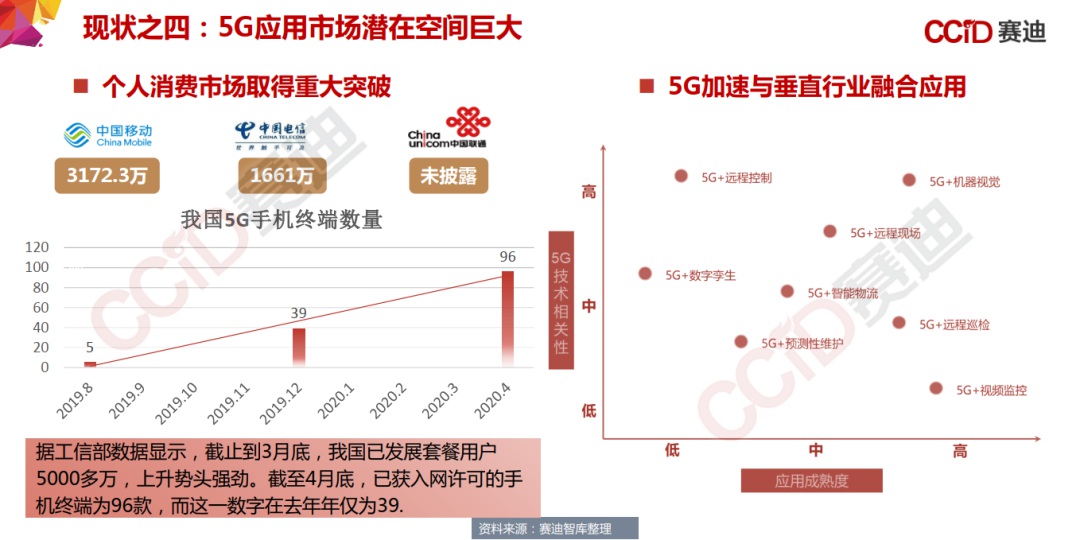 现状之四：5G应用市场潜在空间巨大
CCiD 赛迪
■ 个人消费市场取得重大突破
中国移动
China Mobile
3172.3万
中国电信
CHINA TELECOM
世界触手可及
1661万
China
unicom中国联通
未披露
我国5G手机终端数量
120
100
80
60
40
20
0
5
39
96
2019.8
2019.9
2019.10
2019.11
2019.12
2020.1
2020.2
2020.3
2020.4
据工信部数据显示，截止到3月底，我国已发展套餐用户
5000多万，上升势头强劲。截至4月底，已获入网许可的手
机终端为96款，而这一数字在去年年仅为39.
■ 5G加速与垂直行业融合应用
5G技术相关性
高
中
低
5G+远程控制
5G+机器视觉
5G+远程现场
5G+数字孪生
5G+智能物流
5G+远程巡检
5G+预测性维护
5G+视频监控
低
中
高
应用成熟度
资料来源：赛迪智库整理
CCiD赛迪
CCiD赛迪